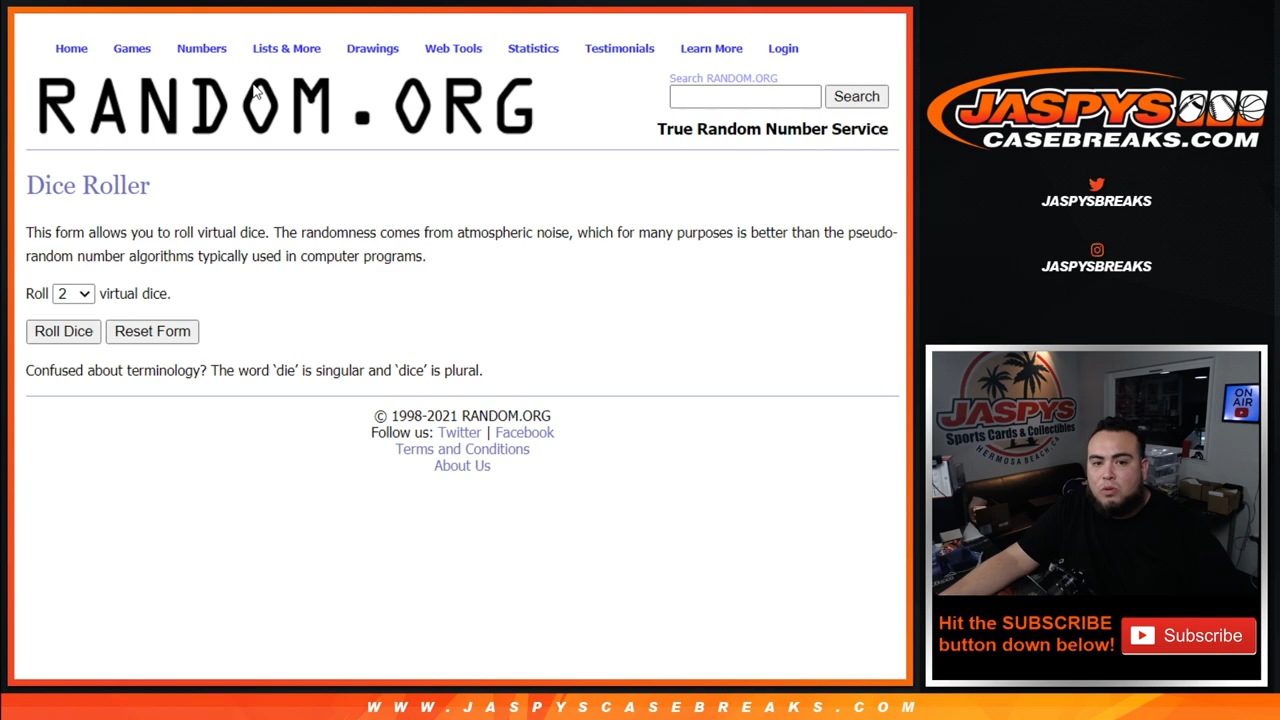 Home Games Numbers Lists & More Drawings Web Tools Statistics Testimonials Learn More Login
RANDOM.ORG
Search RANDOM.ORG
Search
True Random Number Service
Dice Roller
This form allows you to roll virtual dice. The randomness comes from atmospheric noise, which for many purposes is better than the pseudo-
random number algorithms typically used in computer programs.
Roll 2 virtual dice.
Roll Dice Reset Form
Confused about terminology? The word ‘die’ is singular and ‘dice’ is plural.
© 1998-2021 RANDOM.ORG
Follow us: Twitter | Facebook
Terms and Conditions
About Us
JASPYS
CASEBREAKS.COM
JASPYSBREAKS
JASPYSBREAKS
JASPYS
Sports Cards & Collectibles
HERMOSA BEACH, CA
ON
AIR
Hit the SUBSCRIBE
button down below!
Subscribe
WWW.JASPYSCASEBREAKS.COM